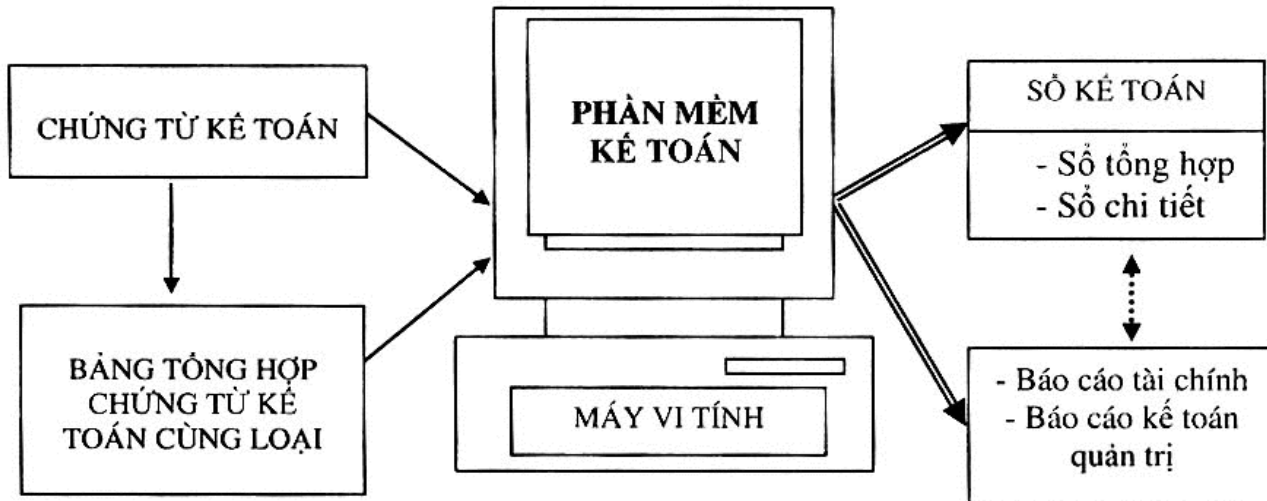 CHỨNG TỪ KẾ TOÁN
BẢNG TỔNG HỢP
CHỨNG TỪ KẾ
TOÁN CÙNG LOẠI
PHẦN MỀM
KẾ TOÁN
MÁY VI TÍNH
SỔ KẾ TOÁN
- Sổ tổng hợp
- Sổ chi tiết
- Báo cáo tài chính
- Báo cáo kế toán
quản trị